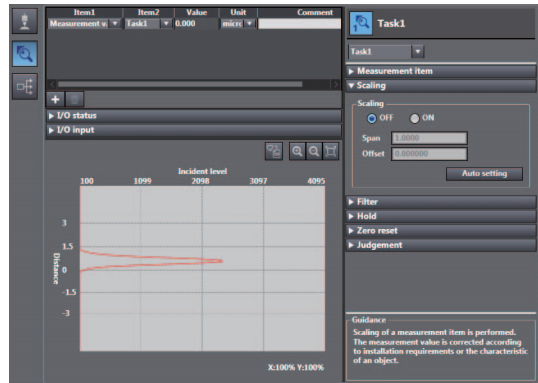 Item1 Item2 Value Unit Comment
Measurement v. Task1 0.000 micro
I/O status
I/O input
Incident level
100 1099 2098 3097 4095
3
1.5
0
-1.5
-3
Distance
X:100% Y:100%
1 Task1
Task1
Measurement item
Scaling
Scaling
OFF ON
Span 1.0000
Offset 0.000000
Auto setting
Filter
Hold
Zero reset
Judgement
Guidance
Scaling of a measurement item is performed.
The measurement value is corrected according
to installation requirements or the characteristic
of an object.